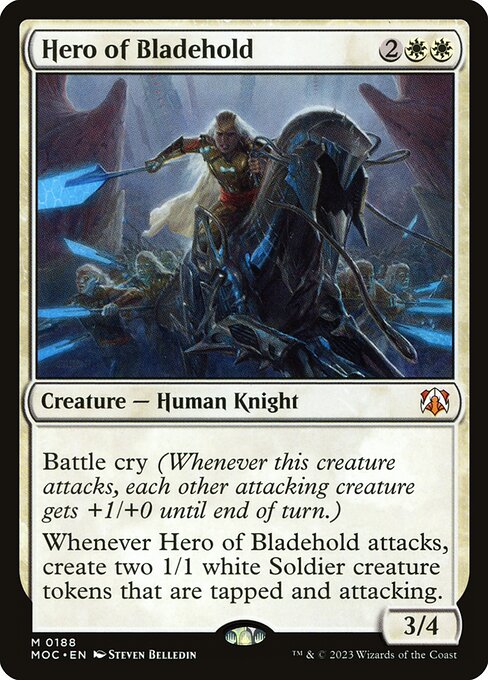 Hero of Bladehold 2
Creature — Human Knight
Battle cry (Whenever this creature
attacks, each other attacking creature
gets +1/+0 until end of turn.)
Whenever Hero of Bladehold attacks,
create two 1/1 white Soldier creature
tokens that are tapped and attacking.
3/4
M 0188
MOC • EN Steven Belledin ™ & © 2023 Wizards of the Coast